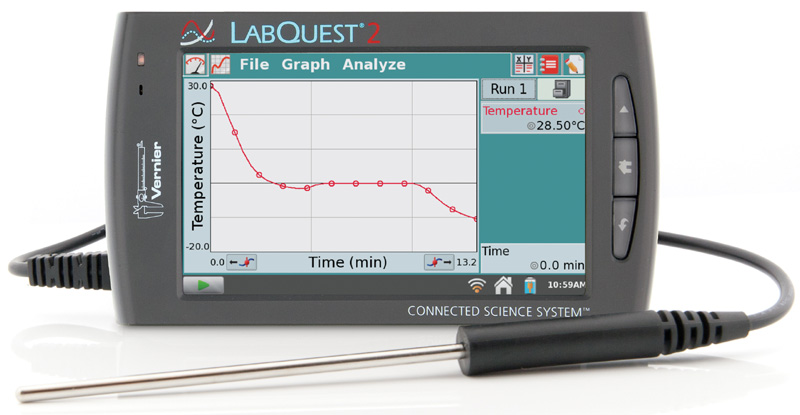 LABQUEST® 2
File Graph Analyze
X Y
30.0
Temperature (°C)
-20.0
0.0
Time (min)
13.2
Run 1
Temperature
28.50°C
Time
0.0 min
10:59AM
Vernier
CONNECTED SCIENCE SYSTEM™